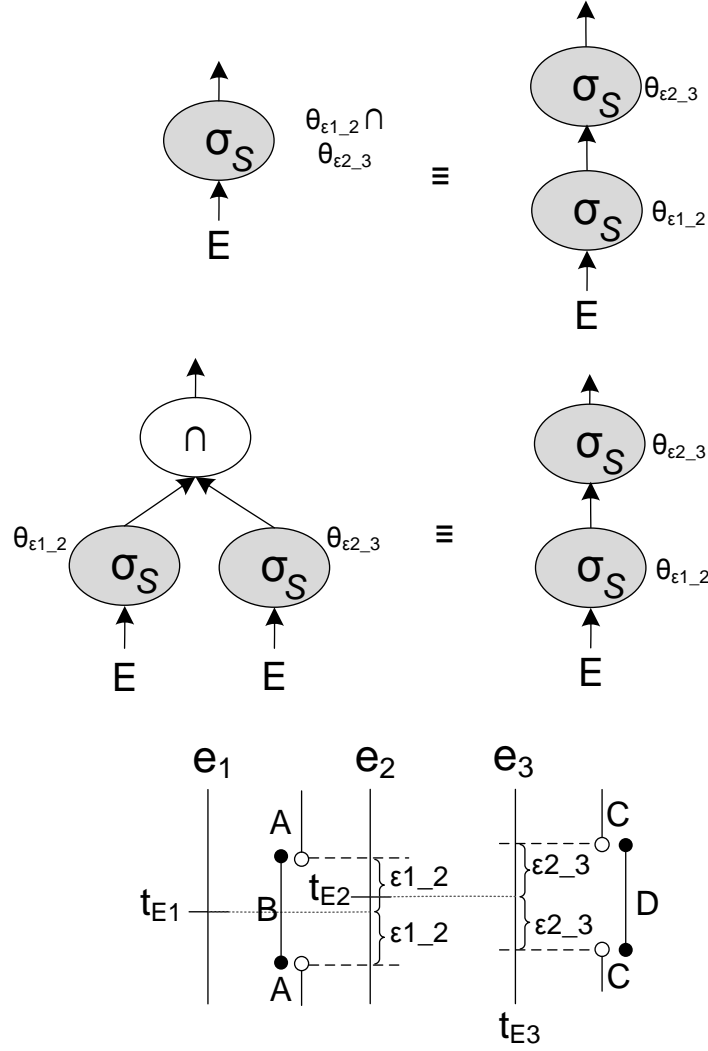 σS
θε1_2 ∩
θε2_3
E
≡
σS
θε2_3
σS
θε1_2
E
∩
θε1_2
σS
σS
θε2_3
E
E
≡
σS
θε2_3
σS
θε1_2
E
e1
e2
e3
A
C
ε1_2
ε2_3
tE1
B
tE2
D
ε1_2
ε2_3
A
C
tE3